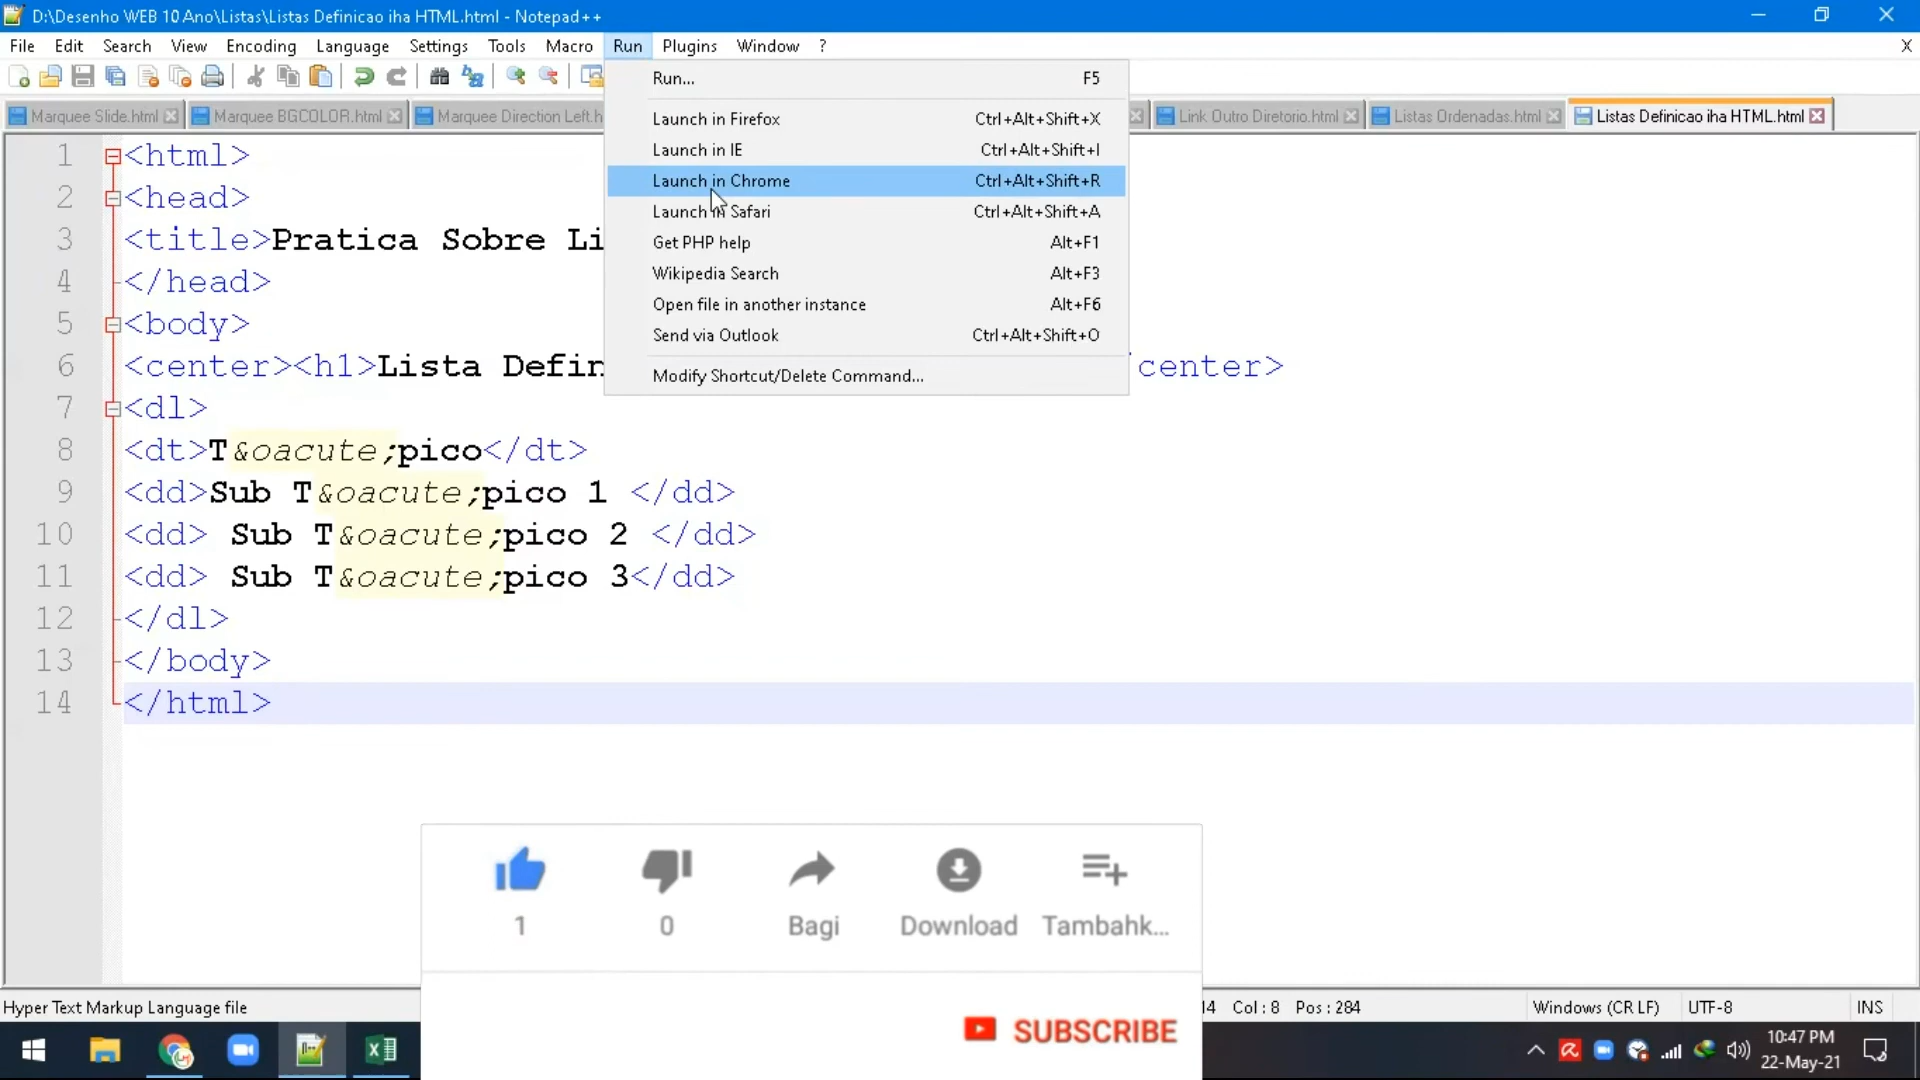 D:\Desenho WEB 10 Ano\Listas\Listas Definicao iha HTML.html - Notepad++
File Edit Search View Encoding Language Settings Tools Macro Run Plugins Window ?
X
Marquee Slide.html
Marquee BGCOLOR.html
Marquee Direction Left.h
Link Outro Diretorio.html
Listas Ordenadas.html
Listas Definicao iha HTML.html
Run... F5
Launch in Firefox Ctrl+Alt+Shift+X
Launch in IE Ctrl+Alt+Shift+I
Launch in Chrome Ctrl+Alt+Shift+R
Launch in Safari Ctrl+Alt+Shift+A
Get PHP help Alt+F1
Wikipedia Search Alt+F3
Open file in another instance Alt+F6
Send via Outlook Ctrl+Alt+Shift+O
Modify Shortcut/Delete Command...
1 <html>
2 <head>
3 <title>Pratica Sobre Li
4 </head>
5 <body>
6 <center><h1>Lista Defin center>
7 <dl>
8 <dt>T&oacute;pico</dt>
9 <dd>Sub T&oacute;pico 1 </dd>
10 <dd> Sub T&oacute;pico 2 </dd>
11 <dd> Sub T&oacute;pico 3</dd>
12 </dl>
13 </body>
14 </html>
1 0 Bagi Download Tambahk...
SUBSCRIBE
Hyper Text Markup Language file 14 Col : 8 Pos : 284 Windows (CR LF) UTF-8 INS
10:47 PM
22-May-21